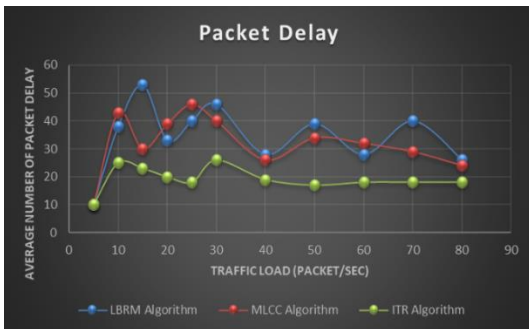 Packet Delay
AVERAGE NUMBER OF PACKET DELAY
60
50
40
30
20
10
0
0 10 20 30 40 50 60 70 80 90
TRAFFIC LOAD (PACKET/SEC)
LBRM Algorithm MLCC Algorithm ITR Algorithm